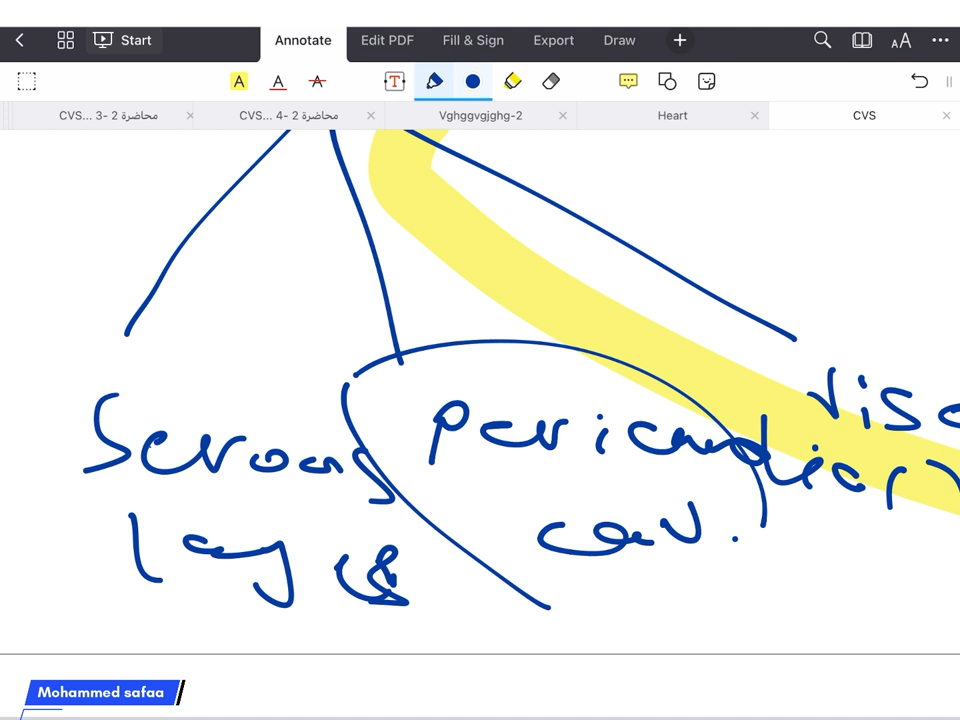 Start
Annotate
Edit PDF
Fill & Sign
Export
Draw
CVS... محاضرة 2 -3
CVS... محاضرة 2 -4
Vghggvgjghg-2
Heart
CVS
Serous
pericardia
cav.
Mohammed safaa